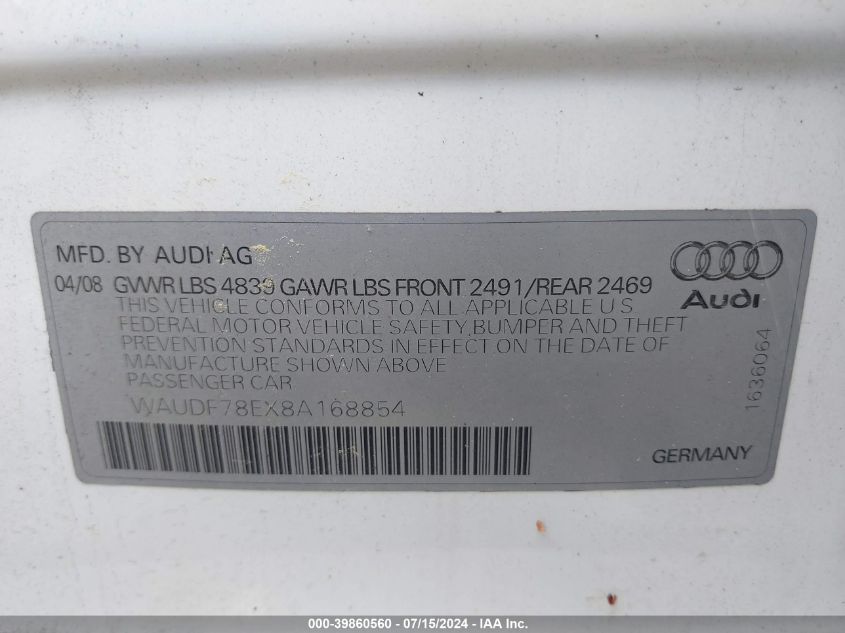 MFD. BY AUDI AG
04/08 GVWR LBS 4839 GAWR LBS FRONT 2491/REAR 2469
THIS VEHICLE CONFORMS TO ALL APPLICABLE U S
FEDERAL MOTOR VEHICLE SAFETY, BUMPER AND THEFT
PREVENTION STANDARDS IN EFFECT ON THE DATE OF
MANUFACTURE SHOWN ABOVE
PASSENGER CAR
WAUDF78EX8A168854
Audi
1636064
GERMANY
000-39860560 - 07/15/2024 - IAA Inc.